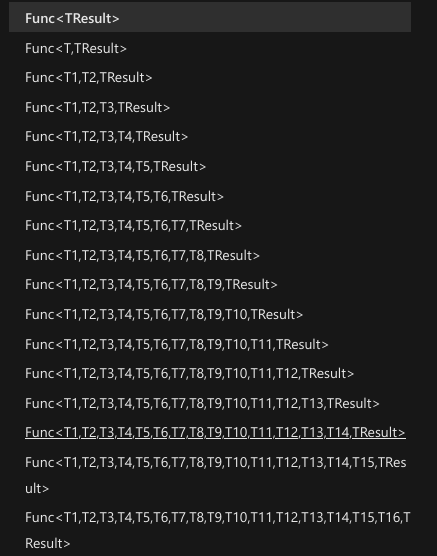 Func<TResult>
Func<T,TResult>
Func<T1,T2,TResult>
Func<T1,T2,T3,TResult>
Func<T1,T2,T3,T4,TResult>
Func<T1,T2,T3,T4,T5,TResult>
Func<T1,T2,T3,T4,T5,T6,TResult>
Func<T1,T2,T3,T4,T5,T6,T7,TResult>
Func<T1,T2,T3,T4,T5,T6,T7,T8,TResult>
Func<T1,T2,T3,T4,T5,T6,T7,T8,T9,TResult>
Func<T1,T2,T3,T4,T5,T6,T7,T8,T9,T10,TResult>
Func<T1,T2,T3,T4,T5,T6,T7,T8,T9,T10,T11,TResult>
Func<T1,T2,T3,T4,T5,T6,T7,T8,T9,T10,T11,T12,TResult>
Func<T1,T2,T3,T4,T5,T6,T7,T8,T9,T10,T11,T12,T13,TResult>
Func<T1,T2,T3,T4,T5,T6,T7,T8,T9,T10,T11,T12,T13,T14,TResult>
Func<T1,T2,T3,T4,T5,T6,T7,T8,T9,T10,T11,T12,T13,T14,T15,TRes
ult>
Func<T1,T2,T3,T4,T5,T6,T7,T8,T9,T10,T11,T12,T13,T14,T15,T16,T
Result>